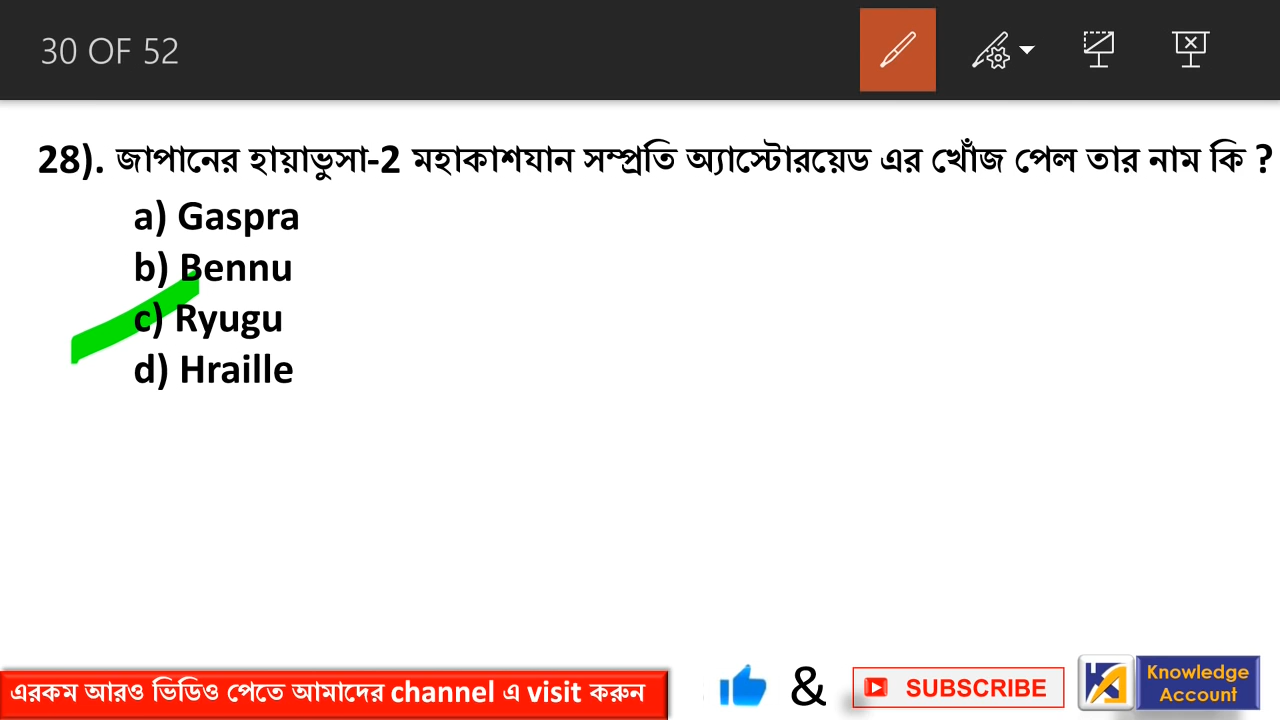 30 OF 52
28). জাপানের হায়াভুসা-2 মহাকাশযান সম্প্রতি অ্যাস্টোরয়েড এর খোঁজ পেল তার নাম কি ?
a) Gaspra
b) Bennu
c) Ryugu
d) Hraille
এরকম আরও ভিডিও পেতে আমাদের channel এ visit করুন
& SUBSCRIBE
Knowledge
Account